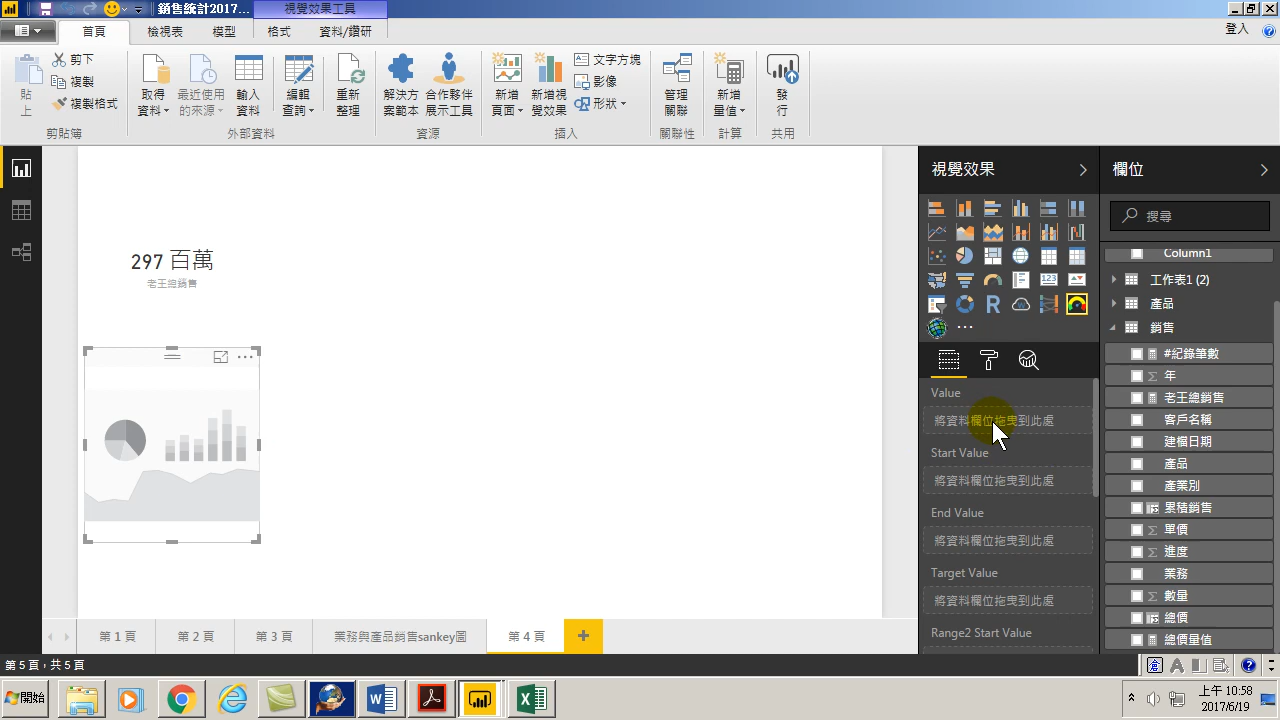 銷售統計2017...
視覺效果工具
首頁
檢視表
模型
格式
資料/鑽研
登入
貼
上
剪下
複製
複製格式
剪貼簿
取得
資料
最近使用
的來源
輸入
資料
編輯
查詢
重新
整理
外部資料
解決方
案範本
合作夥伴
展示工具
資源
新增
頁面
新增視
覺效果
文字方塊
影像
形狀
插入
管理
關聯
關聯性
新增
量值
計算
發
行
共用
297 百萬
老王總銷售
視覺效果
Value
將資料欄位拖曳到此處
Start Value
將資料欄位拖曳到此處
End Value
將資料欄位拖曳到此處
Target Value
將資料欄位拖曳到此處
Range2 Start Value
欄位
搜尋
Column1
工作表1 (2)
產品
銷售
#紀錄筆數
年
老王總銷售
客戶名稱
建檔日期
產品
產業別
累積銷售
單價
進度
業務
數量
總價
總價量值
第 1 頁
第 2 頁
第 3 頁
業務與產品銷售sankey圖
第 4 頁
第 5 頁，共 5 頁
開始
上午 10:58
2017/6/19